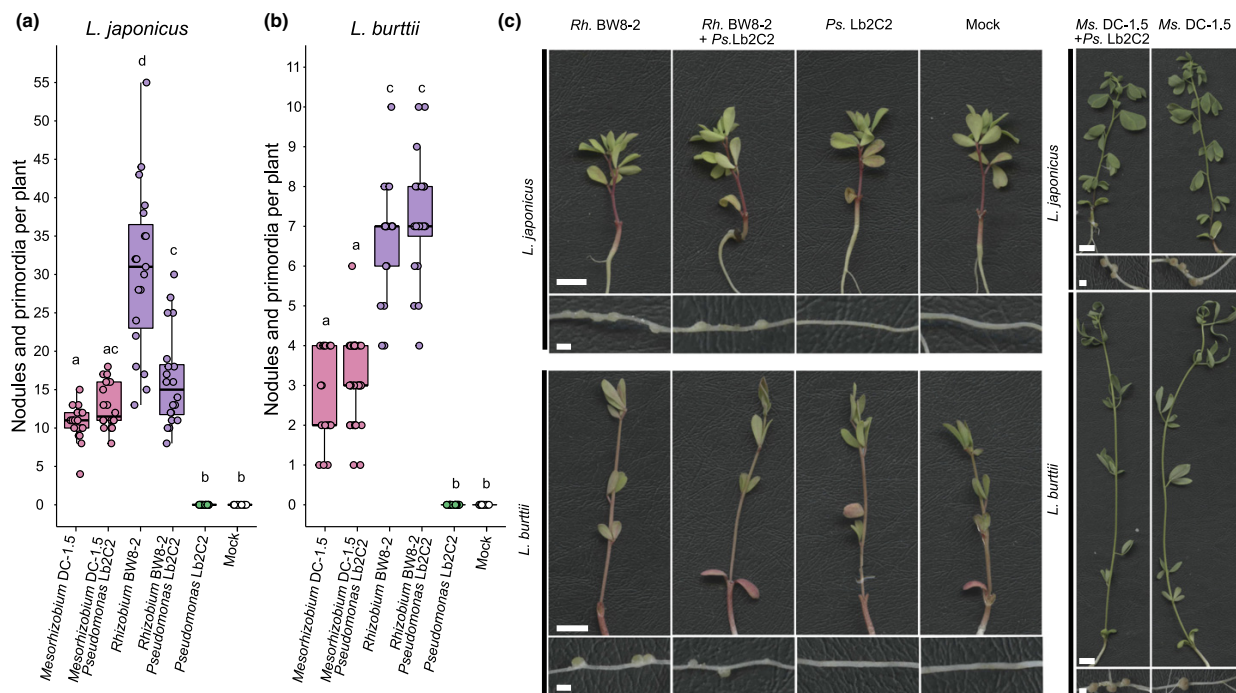 (a)
L. japonicus
Nodules and primordia per plant
55
50
45
40
35
30
25
20
15
10
5
0
a
ac
d
c
b
b
Mesorhizobium DC-1.5
Mesorhizobium DC-1.5
Pseudomonas Lb2C2
Rhizobium BW8-2
Rhizobium BW8-2
Pseudomonas Lb2C2
Pseudomonas Lb2C2
Mock
(b)
L. burttii
Nodules and primordia per plant
11
10
9
8
7
6
5
4
3
2
1
0
a
a
c
c
b
b
Mesorhizobium DC-1.5
Mesorhizobium DC-1.5
Pseudomonas Lb2C2
Rhizobium BW8-2
Rhizobium BW8-2
Pseudomonas Lb2C2
Pseudomonas Lb2C2
Mock
(c)
Rh. BW8-2
Rh. BW8-2
+ Ps.Lb2C2
Ps. Lb2C2
Mock
Ms. DC-1.5
+Ps. Lb2C2
Ms. DC-1.5
L. japonicus
L. japonicus
L. burttii
L. burttii